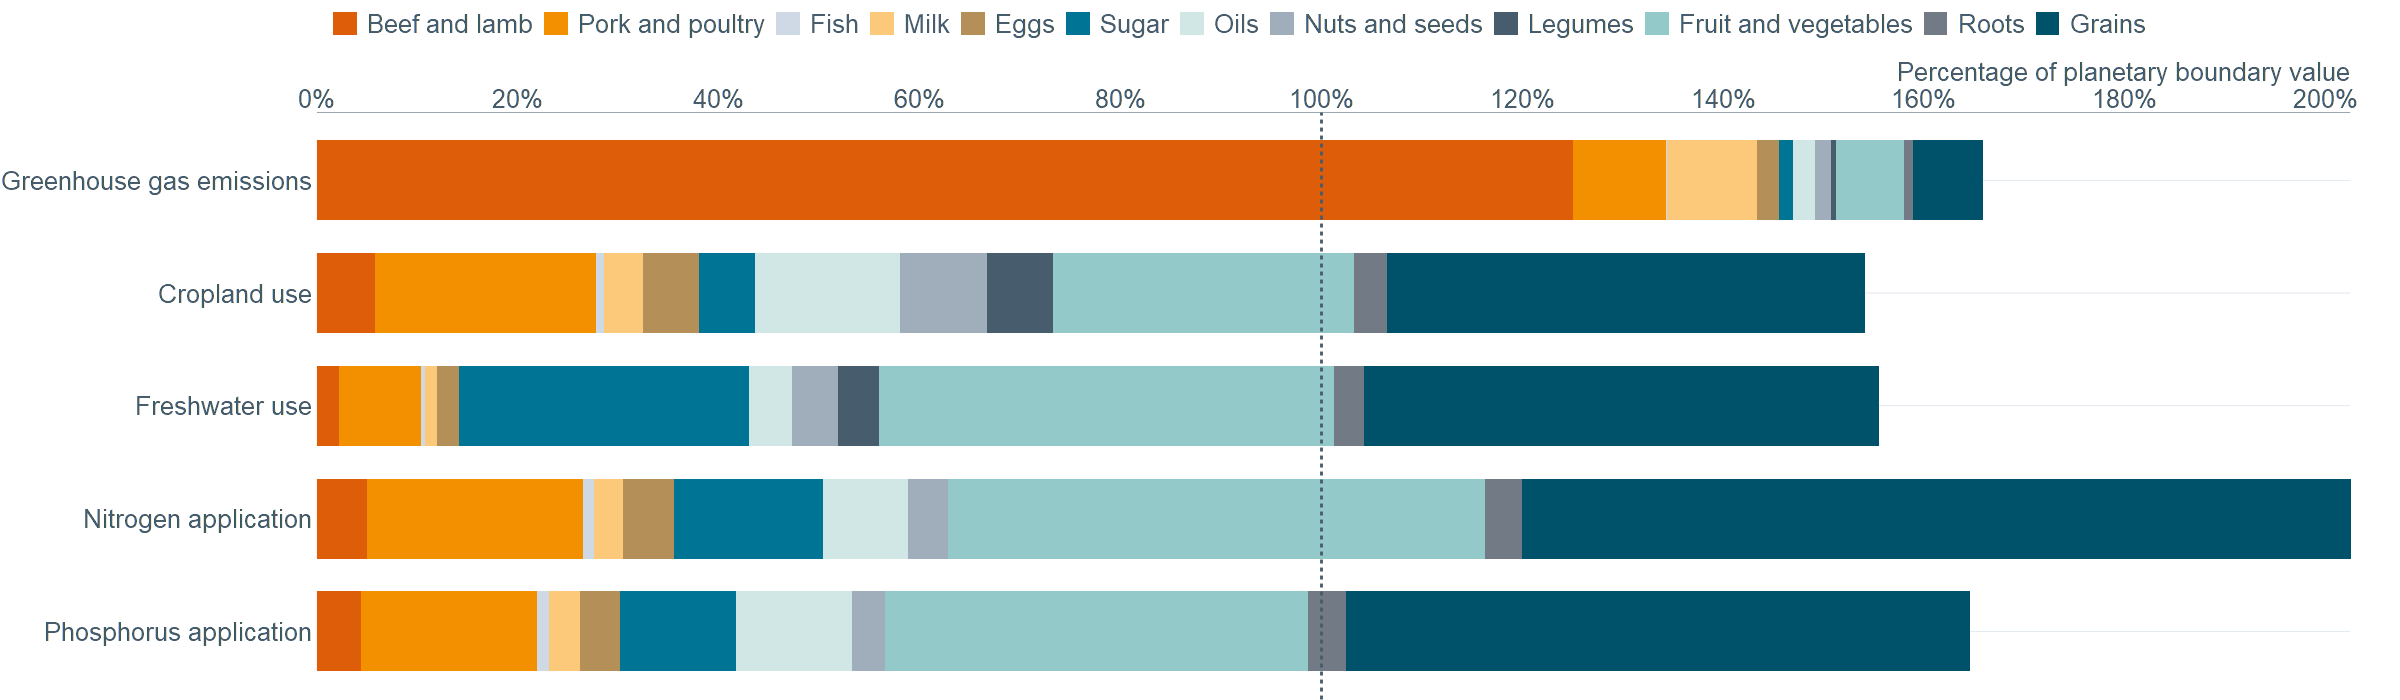 Beef and lamb Pork and poultry Fish Milk Eggs Sugar Oils Nuts and seeds Legumes Fruit and vegetables Roots Grains
Percentage of planetary boundary value
0% 20% 40% 60% 80% 100% 120% 140% 160% 180% 200%
Greenhouse gas emissions
Cropland use
Freshwater use
Nitrogen application
Phosphorus application